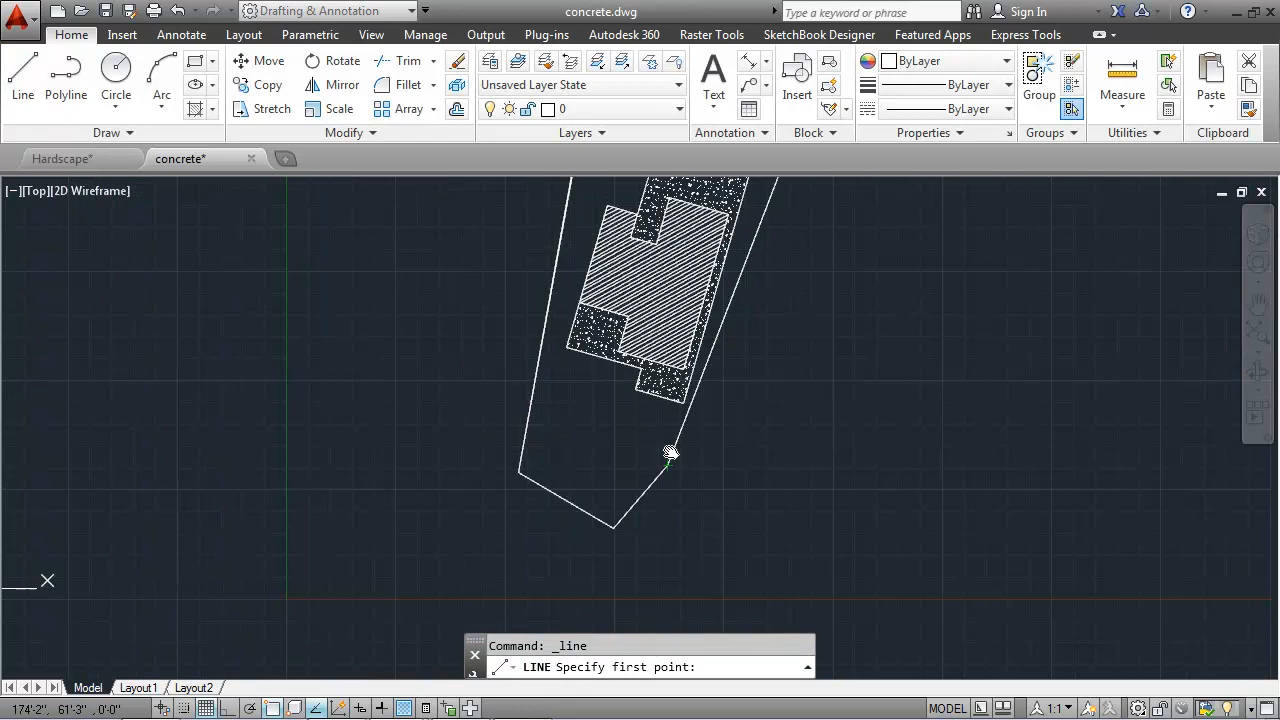 Drafting & Annotation
concrete.dwg
Type a keyword or phrase
Sign In
Home Insert Annotate Layout Parametric View Manage Output Plug-ins Autodesk 360 Raster Tools SketchBook Designer Featured Apps Express Tools
Line Polyline Circle Arc
Move Rotate Trim
Copy Mirror Fillet
Stretch Scale Array
Unsaved Layer State
0
Text
Insert
ByLayer
ByLayer
ByLayer
Group
Measure
Paste
Draw Modify Layers Annotation Block Properties Groups Utilities Clipboard
Hardscape* concrete*
[−][Top][2D Wireframe]
Command: _line
LINE Specify first point:
Model Layout1 Layout2
174'-2", 61'-3", 0'-0"
MODEL 1:1